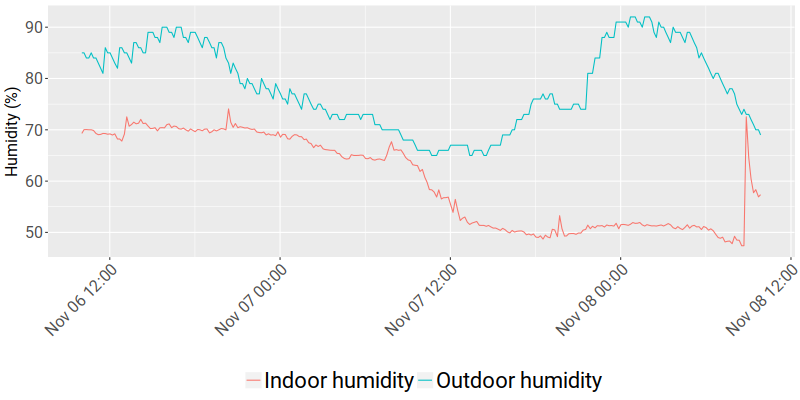 Humidity (%)
90
80
70
60
50
Nov 06 12:00
Nov 07 00:00
Nov 07 12:00
Nov 08 00:00
Nov 08 12:00
Indoor humidity Outdoor humidity